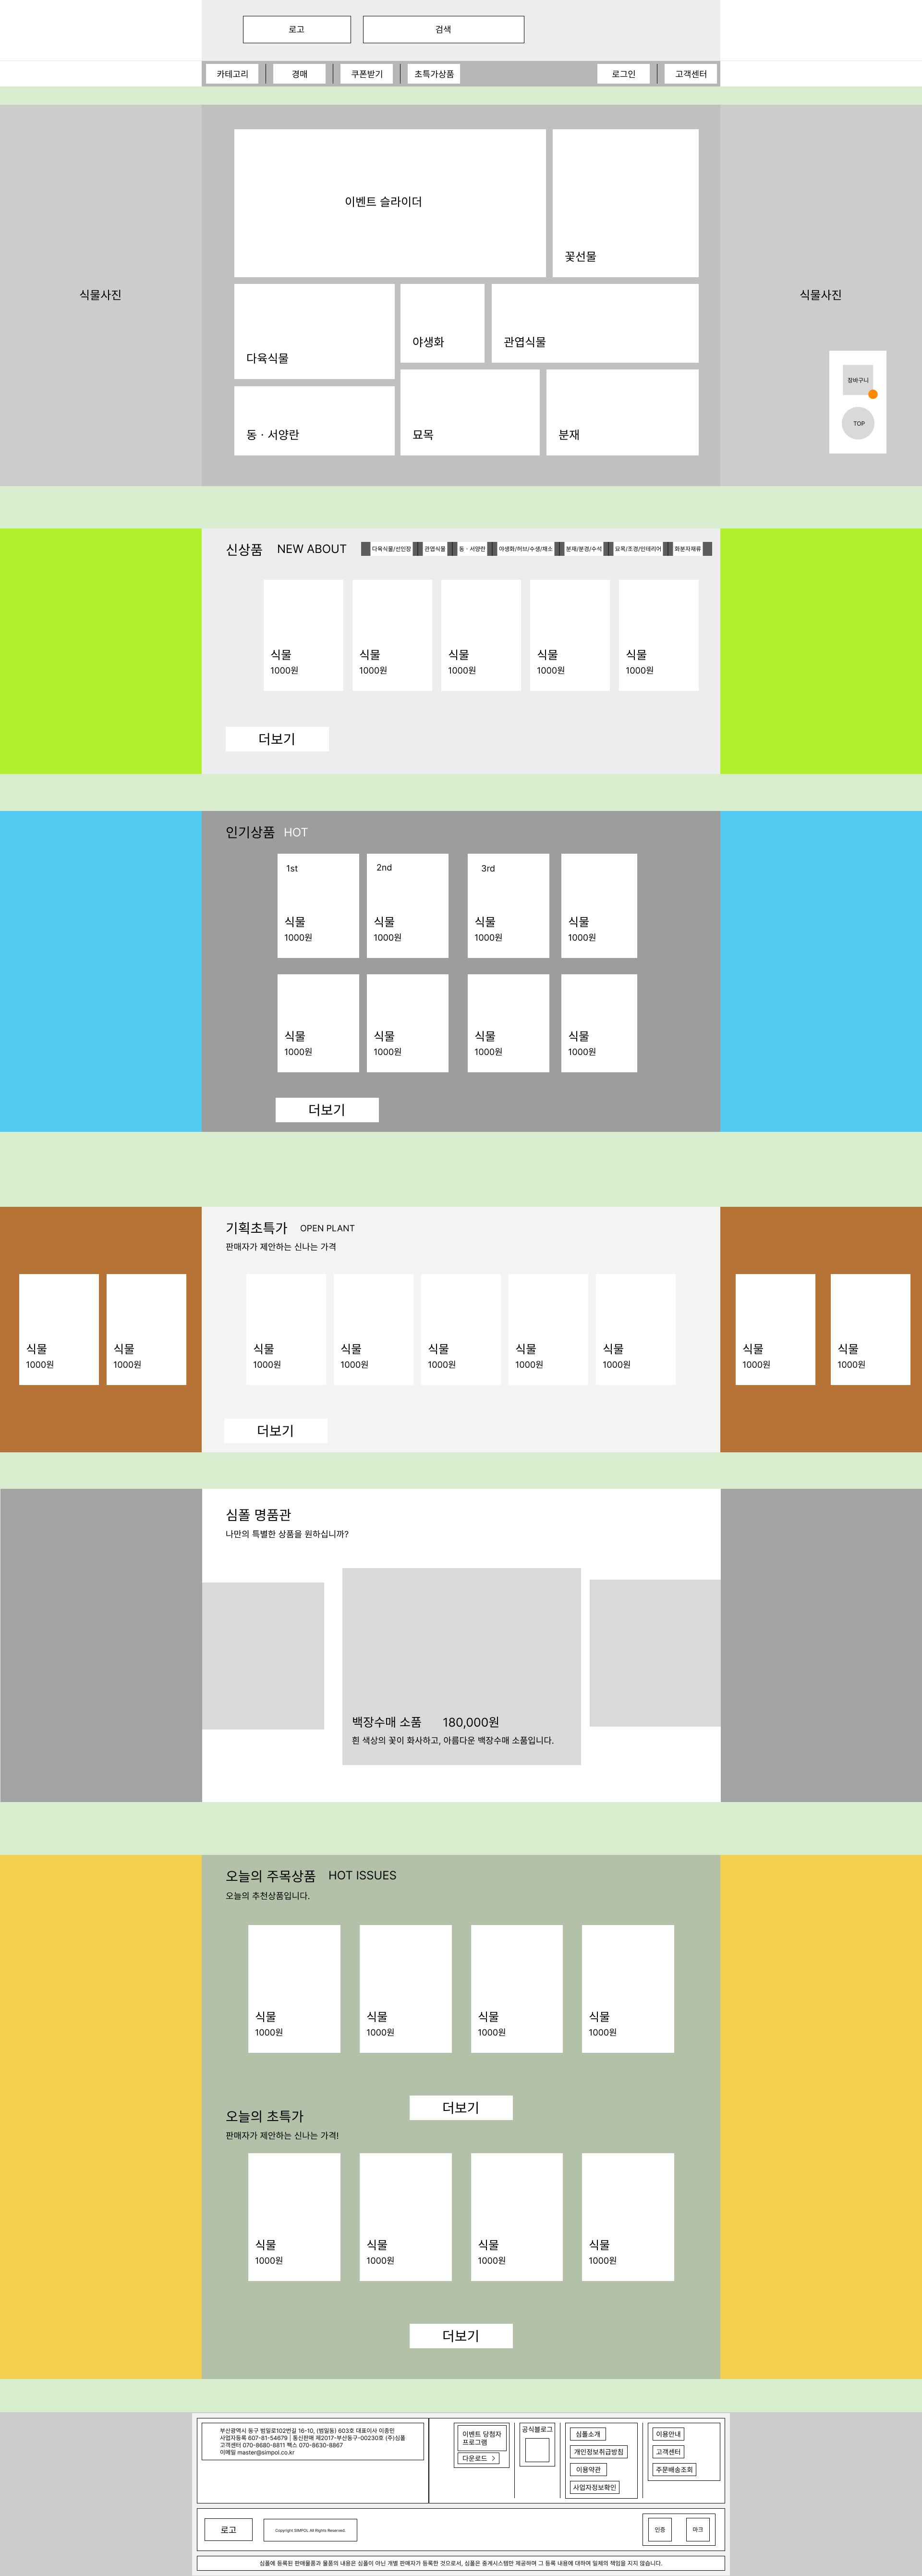 로고
검색
카테고리
경매
쿠폰받기
초특가상품
로그인
고객센터
이벤트 슬라이더
꽃선물
식물사진
식물사진
다육식물
야생화
관엽식물
동 · 서양란
묘목
분재
장바구니
TOP
신상품 NEW ABOUT
다육식물/선인장
관엽식물
동 · 서양란
야생화/허브/수생/채소
분재/분경/수석
묘목/조경/인테리어
화분자재류
식물 식물 식물 식물 식물
1000원 1000원 1000원 1000원 1000원
더보기
인기상품 HOT
1st 2nd 3rd
식물 식물 식물 식물
1000원 1000원 1000원 1000원
식물 식물 식물 식물
1000원 1000원 1000원 1000원
더보기
기획초특가 OPEN PLANT
판매자가 제안하는 신나는 가격
식물 식물 식물 식물 식물 식물 식물 식물 식물
1000원 1000원 1000원 1000원 1000원 1000원 1000원 1000원 1000원
더보기
심폴 명품관
나만의 특별한 상품을 원하십니까?
백장수매 소품 180,000원
흰 색상의 꽃이 화사하고, 아름다운 백장수매 소품입니다.
오늘의 주목상품 HOT ISSUES
오늘의 추천상품입니다.
식물 식물 식물 식물
1000원 1000원 1000원 1000원
더보기
오늘의 초특가
판매자가 제안하는 신나는 가격!
식물 식물 식물 식물
1000원 1000원 1000원 1000원
더보기
부산광역시 동구 범일로102번길 16-10, (범일동) 603호 대표이사 이종민
사업자등록 607-81-54679 | 통신판매 제2017-부산동구-00230호 (주)심폴
고객센터 070-8680-8811 팩스 070-8630-8867
이메일 master@simpol.co.kr
이벤트 당첨자
프로그램
다운로드 >
공식블로그
심폴소개
개인정보취급방침
이용약관
사업자정보확인
이용안내
고객센터
주문배송조회
로고
Copyright SIMPOL All Rights Reserved.
인증
마크
심폴에 등록된 판매물품과 물품의 내용은 심폴이 아닌 개별 판매자가 등록한 것으로서, 심폴은 중계시스템만 제공하며 그 등록 내용에 대하여 일체의 책임을 지지 않습니다.